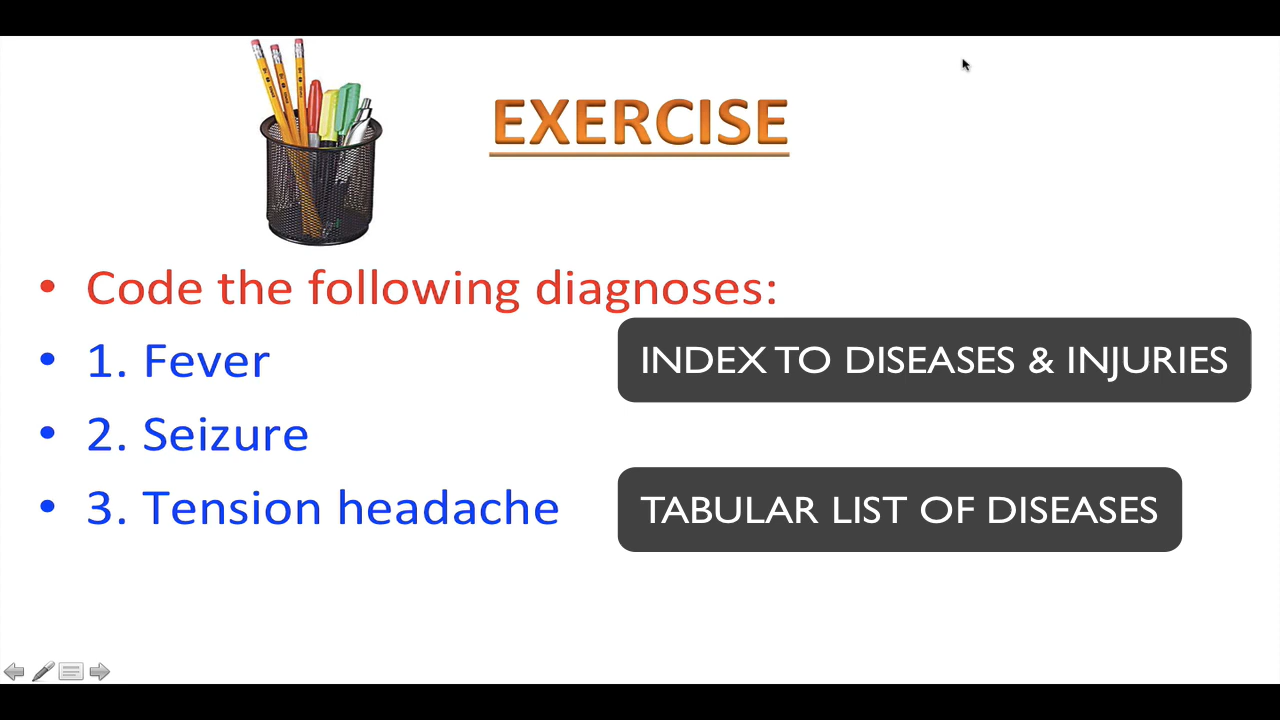 EXERCISE
• Code the following diagnoses:
• 1. Fever
INDEX TO DISEASES & INJURIES
• 2. Seizure
• 3. Tension headache
TABULAR LIST OF DISEASES